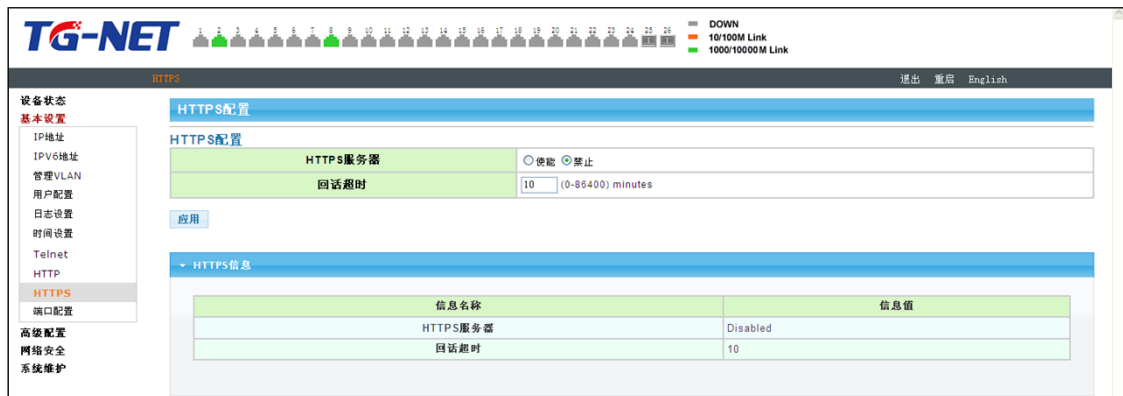 TG-NET
1 2 3 4 5 6 7 8 9 10 11 12 13 14 15 16 17 18 19 20 21 22 23 24 25 26
DOWN
10/100M Link
1000/10000M Link
HTTPS
退出 重启 English
设备状态
基本设置
IP地址
IPV6地址
管理VLAN
用户配置
日志设置
时间设置
Telnet
HTTP
HTTPS
端口配置
高级配置
网络安全
系统维护
HTTPS配置
HTTPS配置
HTTPS服务器 使能 禁止
回话超时 10 (0-86400) minutes
应用
HTTPS信息
信息名称 信息值
HTTPS服务器 Disabled
回话超时 10